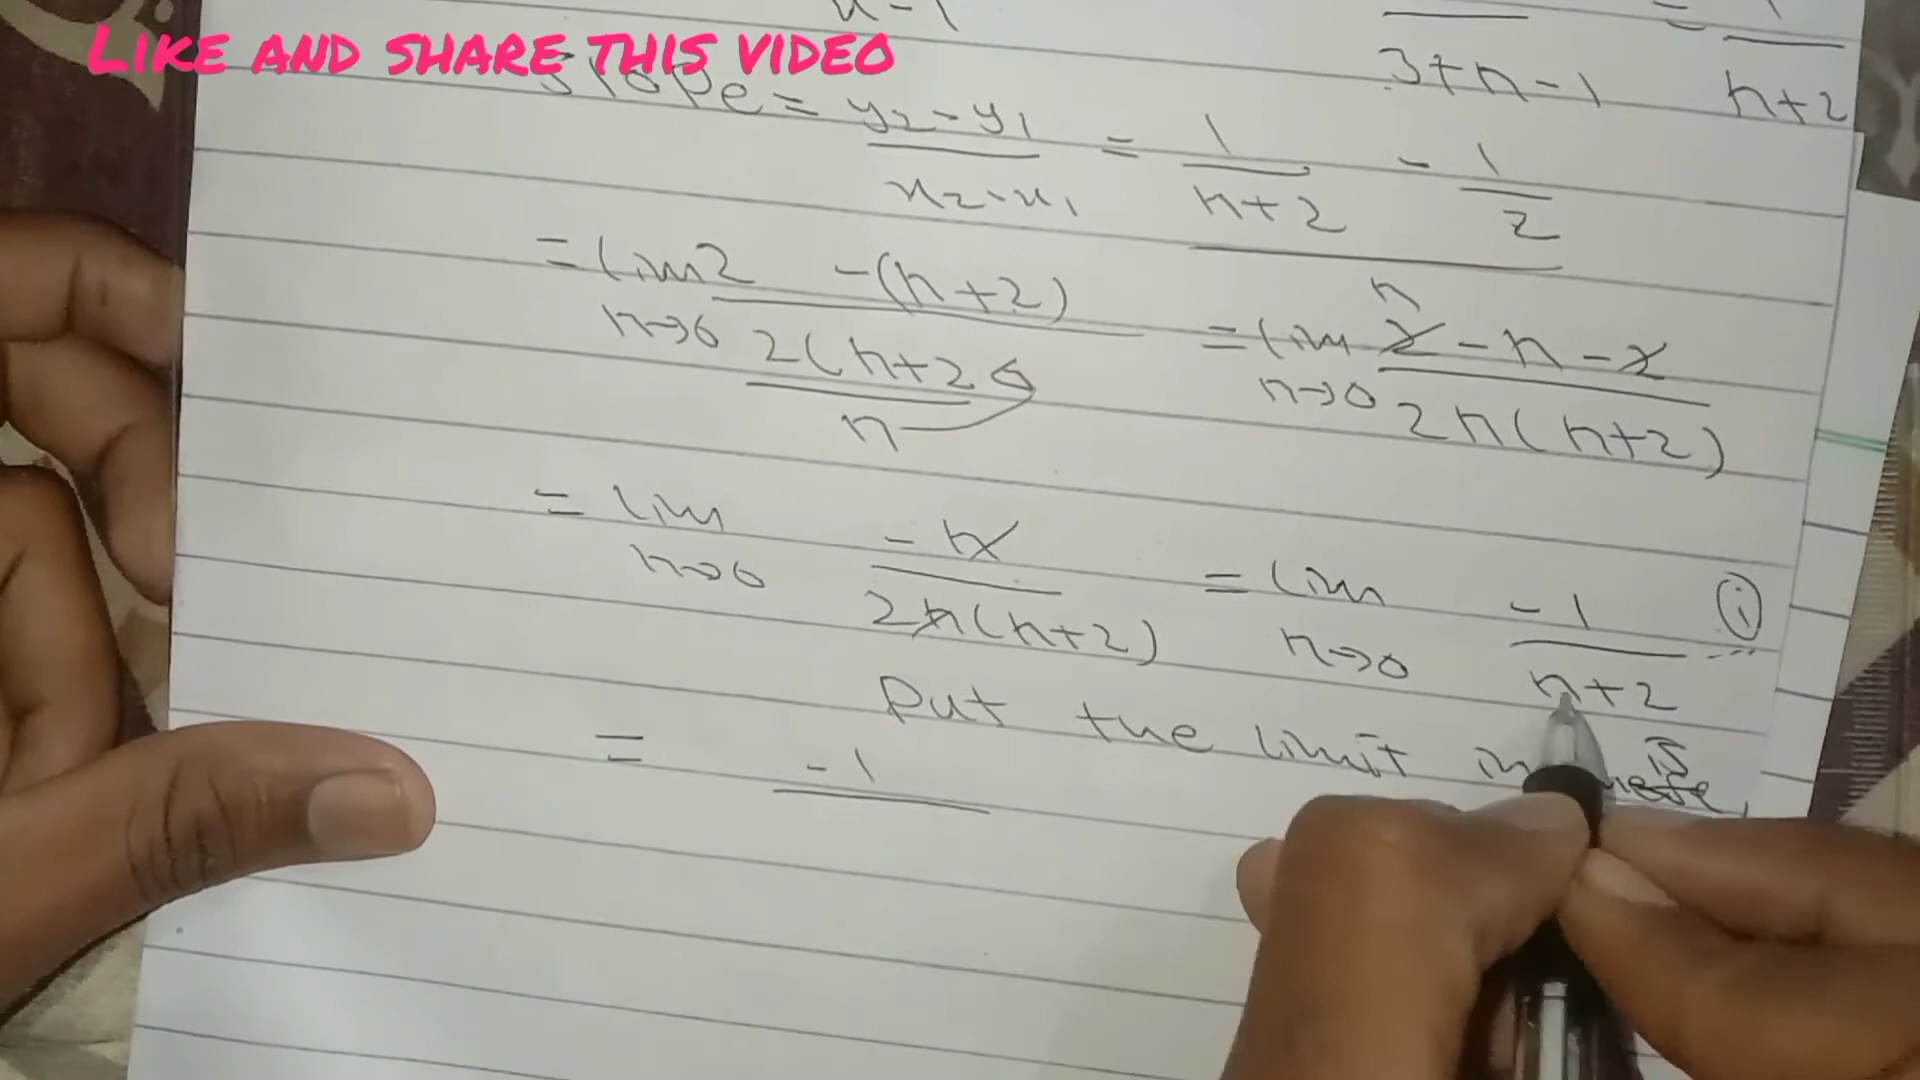 LIKE AND SHARE THIS VIDEO
3+h-1 h+2
Slope = y2-y1 / x2-x1 = 1/h+2 - 1/2 / h
= lim h→0 2 -(h+2) / 2(h+2) / h = lim h→0 2-h-2 / 2h(h+2)
= lim h→0 -h / 2h(h+2) = lim h→0 -1 / h+2 (i)
Put the limit in
= -1